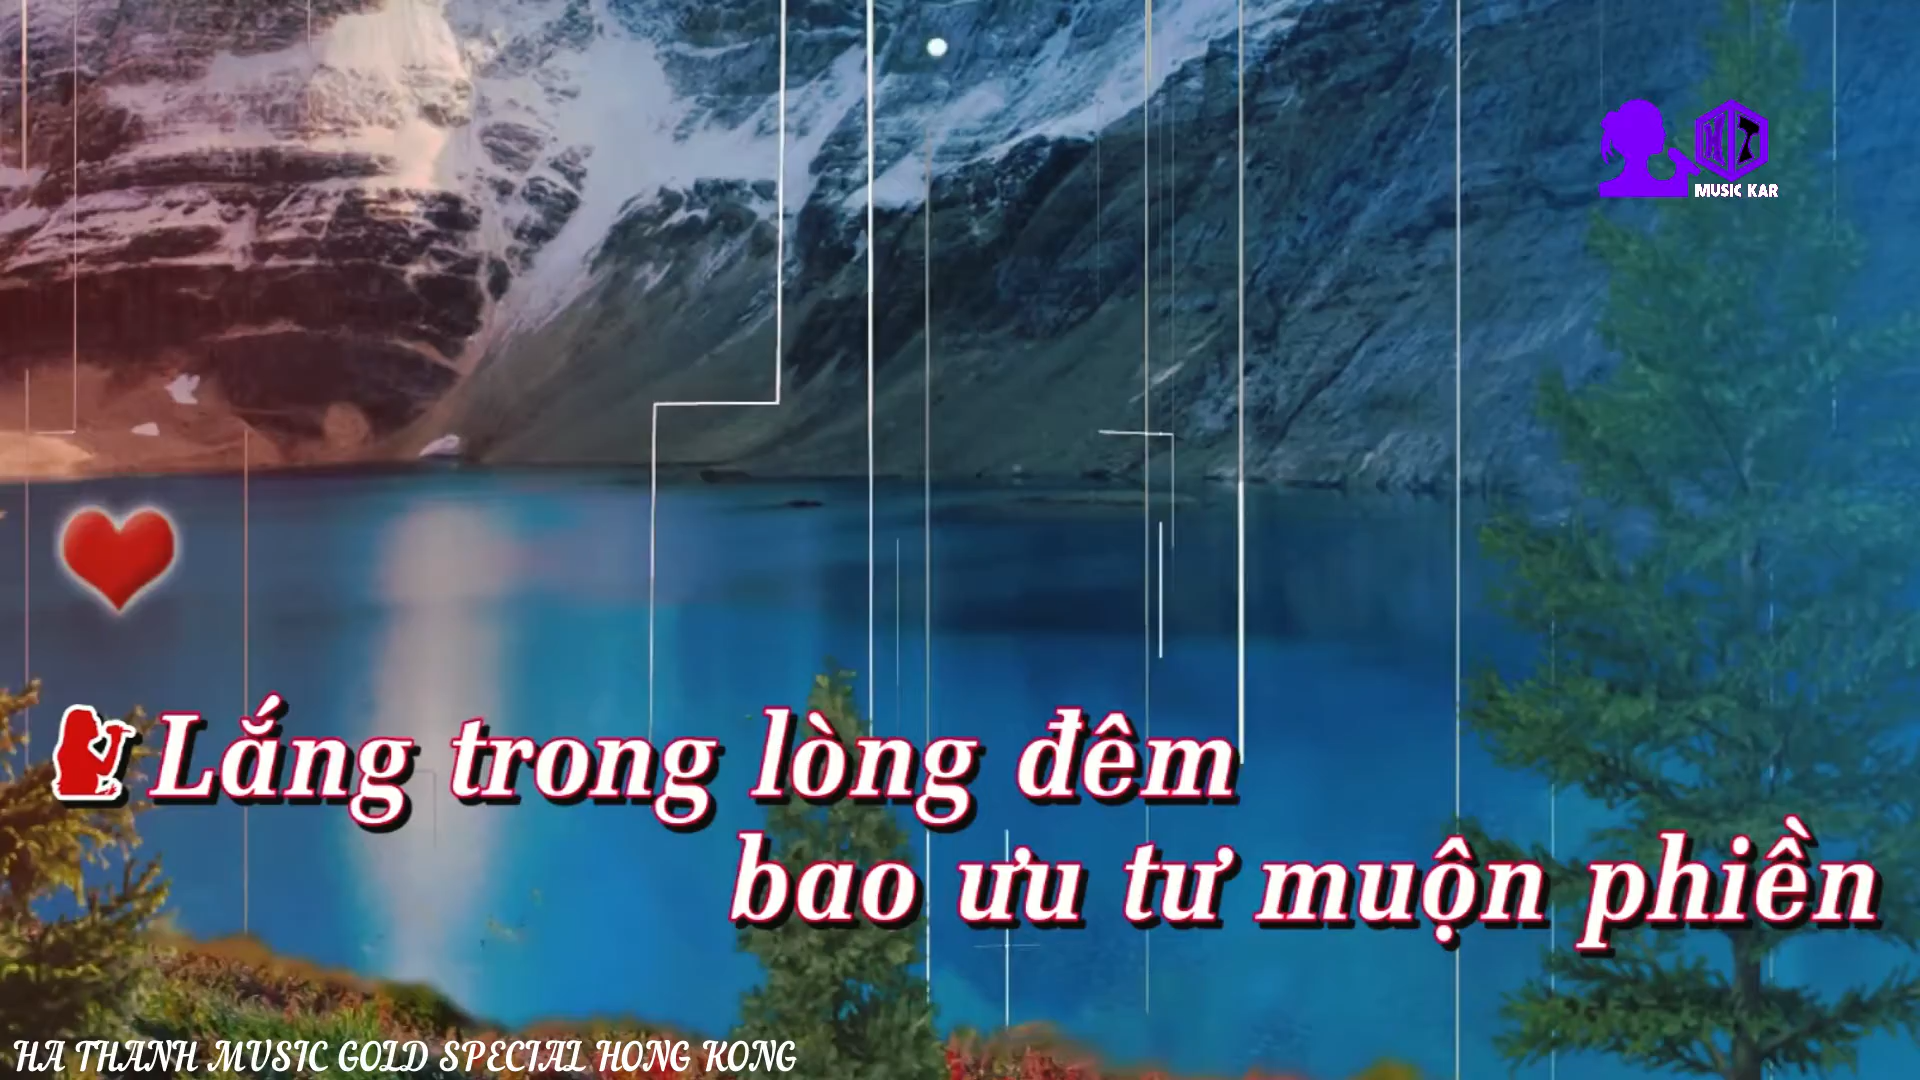 MUSIC KAR
Lắng trong lòng đêm
bao ưu tư muộn phiền
HA THANH MUSIC GOLD SPECIAL HONG KONG